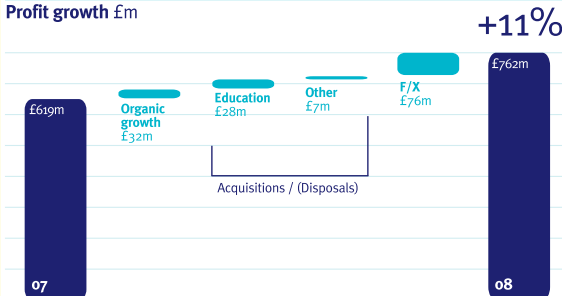 Profit growth £m
+11%
£619m
Organic
growth
£32m
Education
£28m
Other
£7m
F/X
£76m
£762m
Acquisitions / (Disposals)
07
08